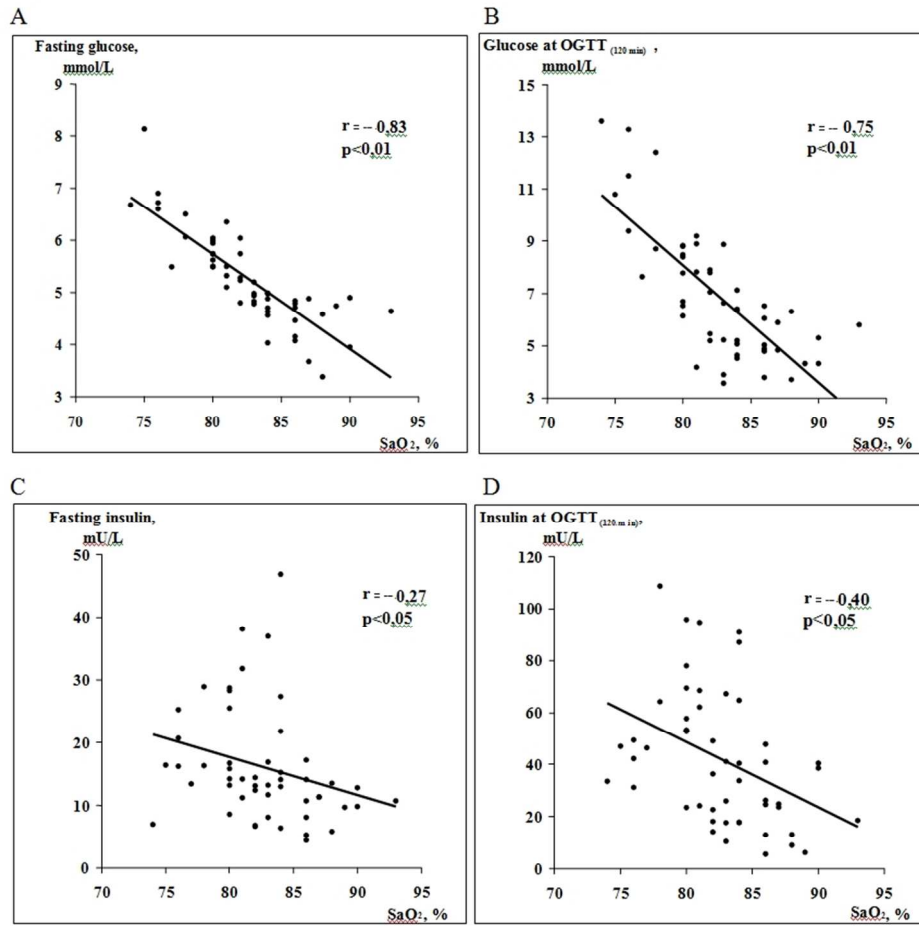 A
Fasting glucose,
mmol/L
9
8
7
6
5
4
3
70 75 80 85 90 95
SaO2, %
r = – 0,83
p<0,01
B
Glucose at OGTT (120 min) ,
mmol/L
15
13
11
9
7
5
3
70 75 80 85 90 95
SaO2, %
r = – 0,75
p<0,01
C
Fasting insulin,
mU/L
50
40
30
20
10
0
70 75 80 85 90 95
SaO2, %
r = – 0,27
p<0,05
D
Insulin at OGTT (120.min),
mU/L
120
100
80
60
40
20
0
70 75 80 85 90 95
SaO2, %
r = – 0,40
p<0,05